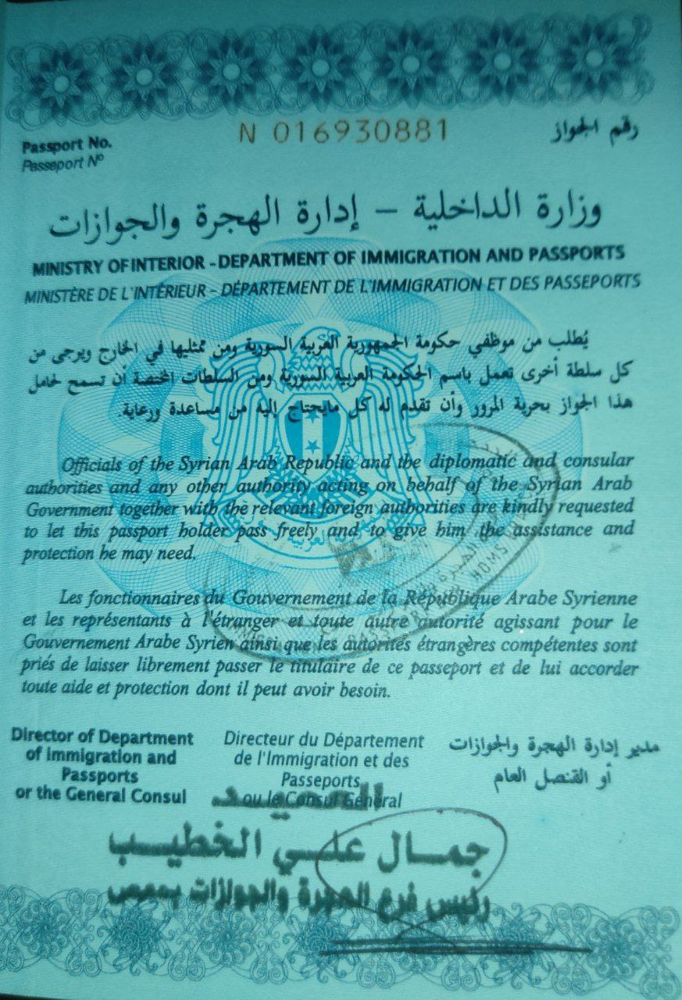 Passport No. N 016930881 رقم الجواز
Passeport Nº
وزارة الداخلية – إدارة الهجرة والجوازات
MINISTRY OF INTERIOR - DEPARTMENT OF IMMIGRATION AND PASSPORTS
MINISTÈRE DE L'INTÉRIEUR - DÉPARTEMENT DE L'IMMIGRATION ET DES PASSEPORTS
يُطلب من موظفي حكومة الجمهورية العربية السورية ومن ممثليها في الخارج ويرجى من
كل سلطة أخرى تعمل باسم الحكومة العربية السورية ومن السلطات المختصة أن تسمح لحامل
هذا الجواز بحرية المرور وأن تقدم له كل مايحتاج إليه من مساعدة ورعاية.
Officials of the Syrian Arab Republic and the diplomatic and consular
authorities and any other authority acting on behalf of the Syrian Arab
Government together with the relevant foreign authorities are kindly requested
to let this passport holder pass freely and to give him the assistance and
protection he may need.
HOMS
Les fonctionnaires du Gouvernement de la République Arabe Syrienne
et les représentants à l'étranger et toute autre autorité agissant pour le
Gouvernement Arabe Syrien ainsi que les autorités étrangères compétentes sont
priés de laisser librement passer le titulaire de ce passeport et de lui accorder
toute aide et protection dont il peut avoir besoin.
Director of Department
of Immigration and
Passports
or the General Consul
Directeur du Département
de l'Immigration et des
Passeports
ou le Consul Général
مدير إدارة الهجرة والجوازات
أو القنصل العام
العميد
جمال علي الخطيب
رئيس فرع الهجرة والجوازات بحمص